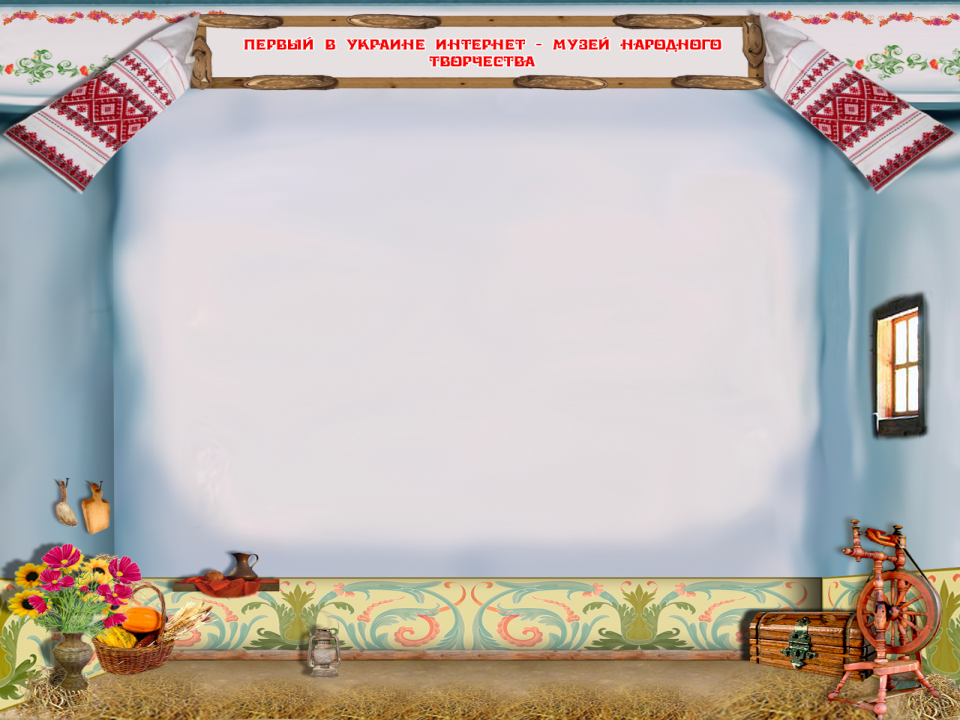 ПЕРВЫЙ В УКРАИНЕ ИНТЕРНЕТ - МУЗЕЙ НАРОДНОГО
ТВОРЧЕСТВА